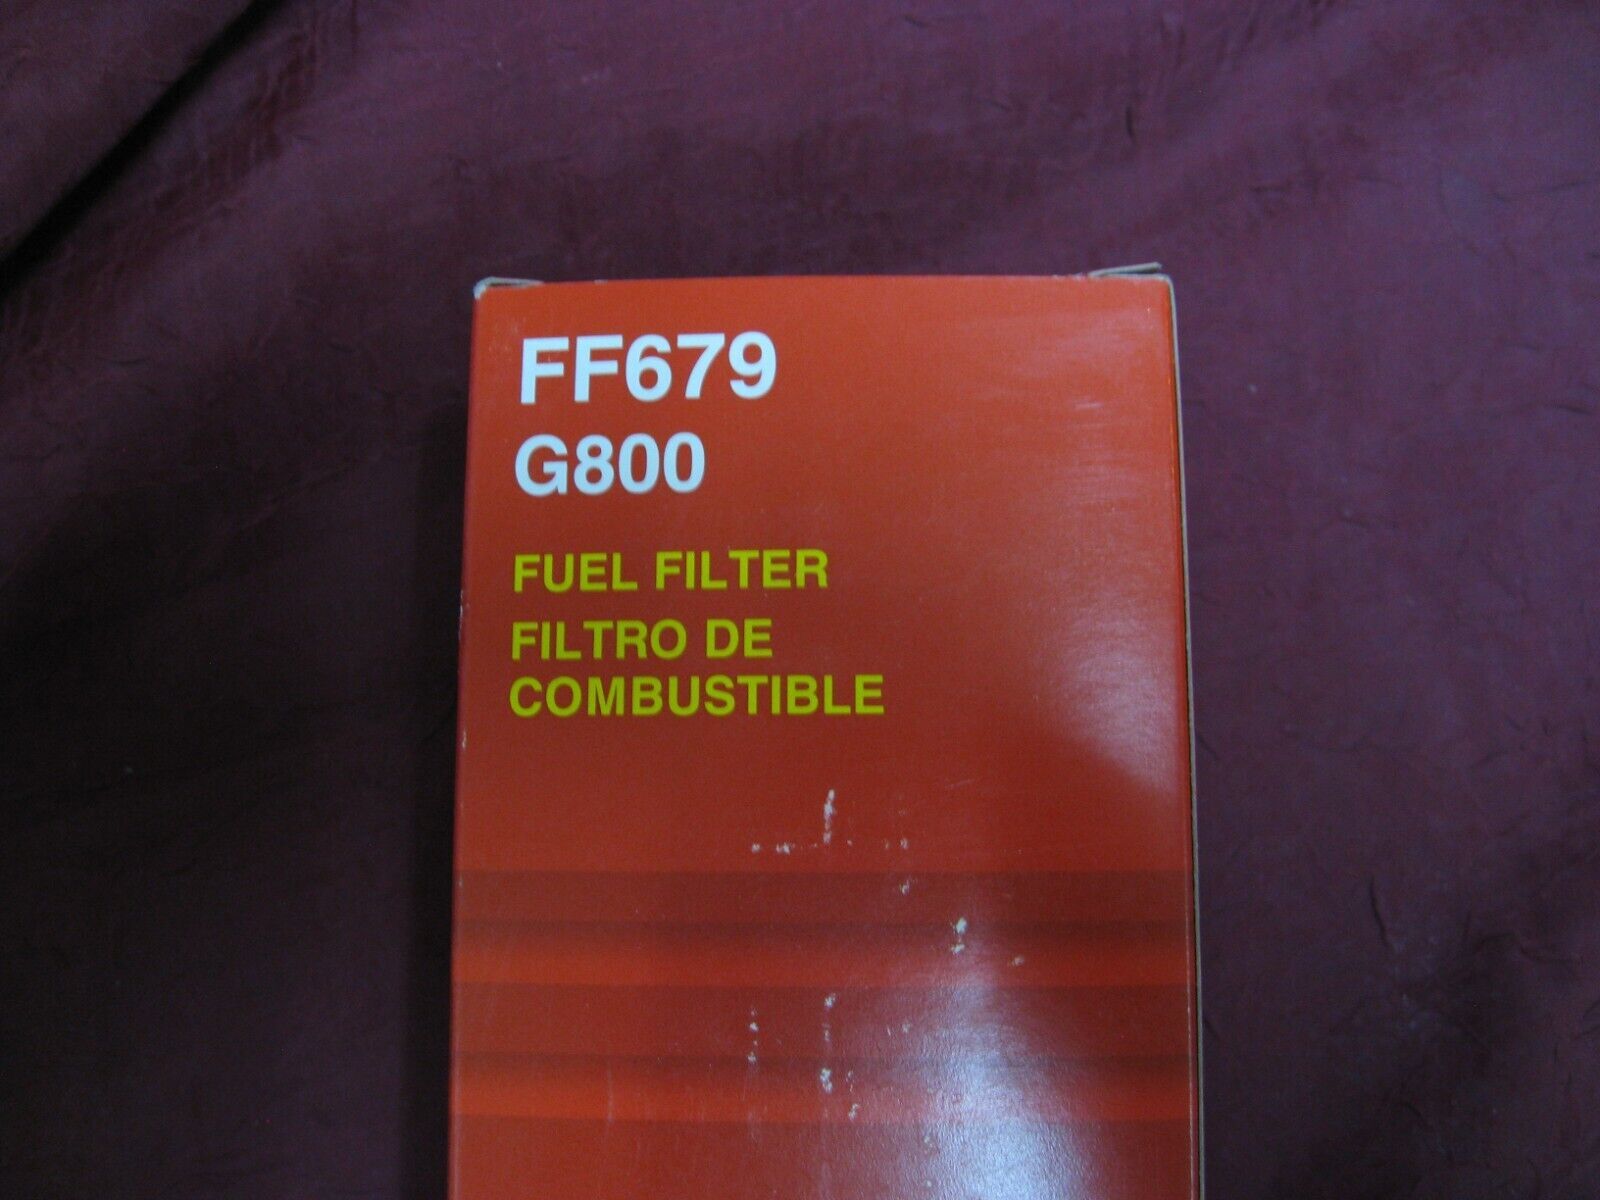 FF679
G800
FUEL FILTER
FILTRO DE
COMBUSTIBLE